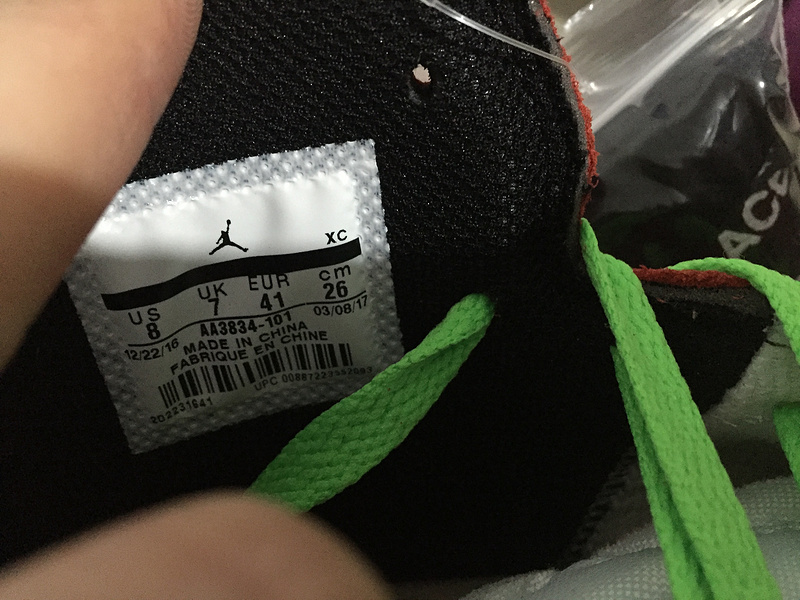 XC
US UK EUR cm
8 7 41 26
12/22/16 AA3834-101 03/08/17
MADE IN CHINA
FABRIQUE EN CHINE
UPC
202231941